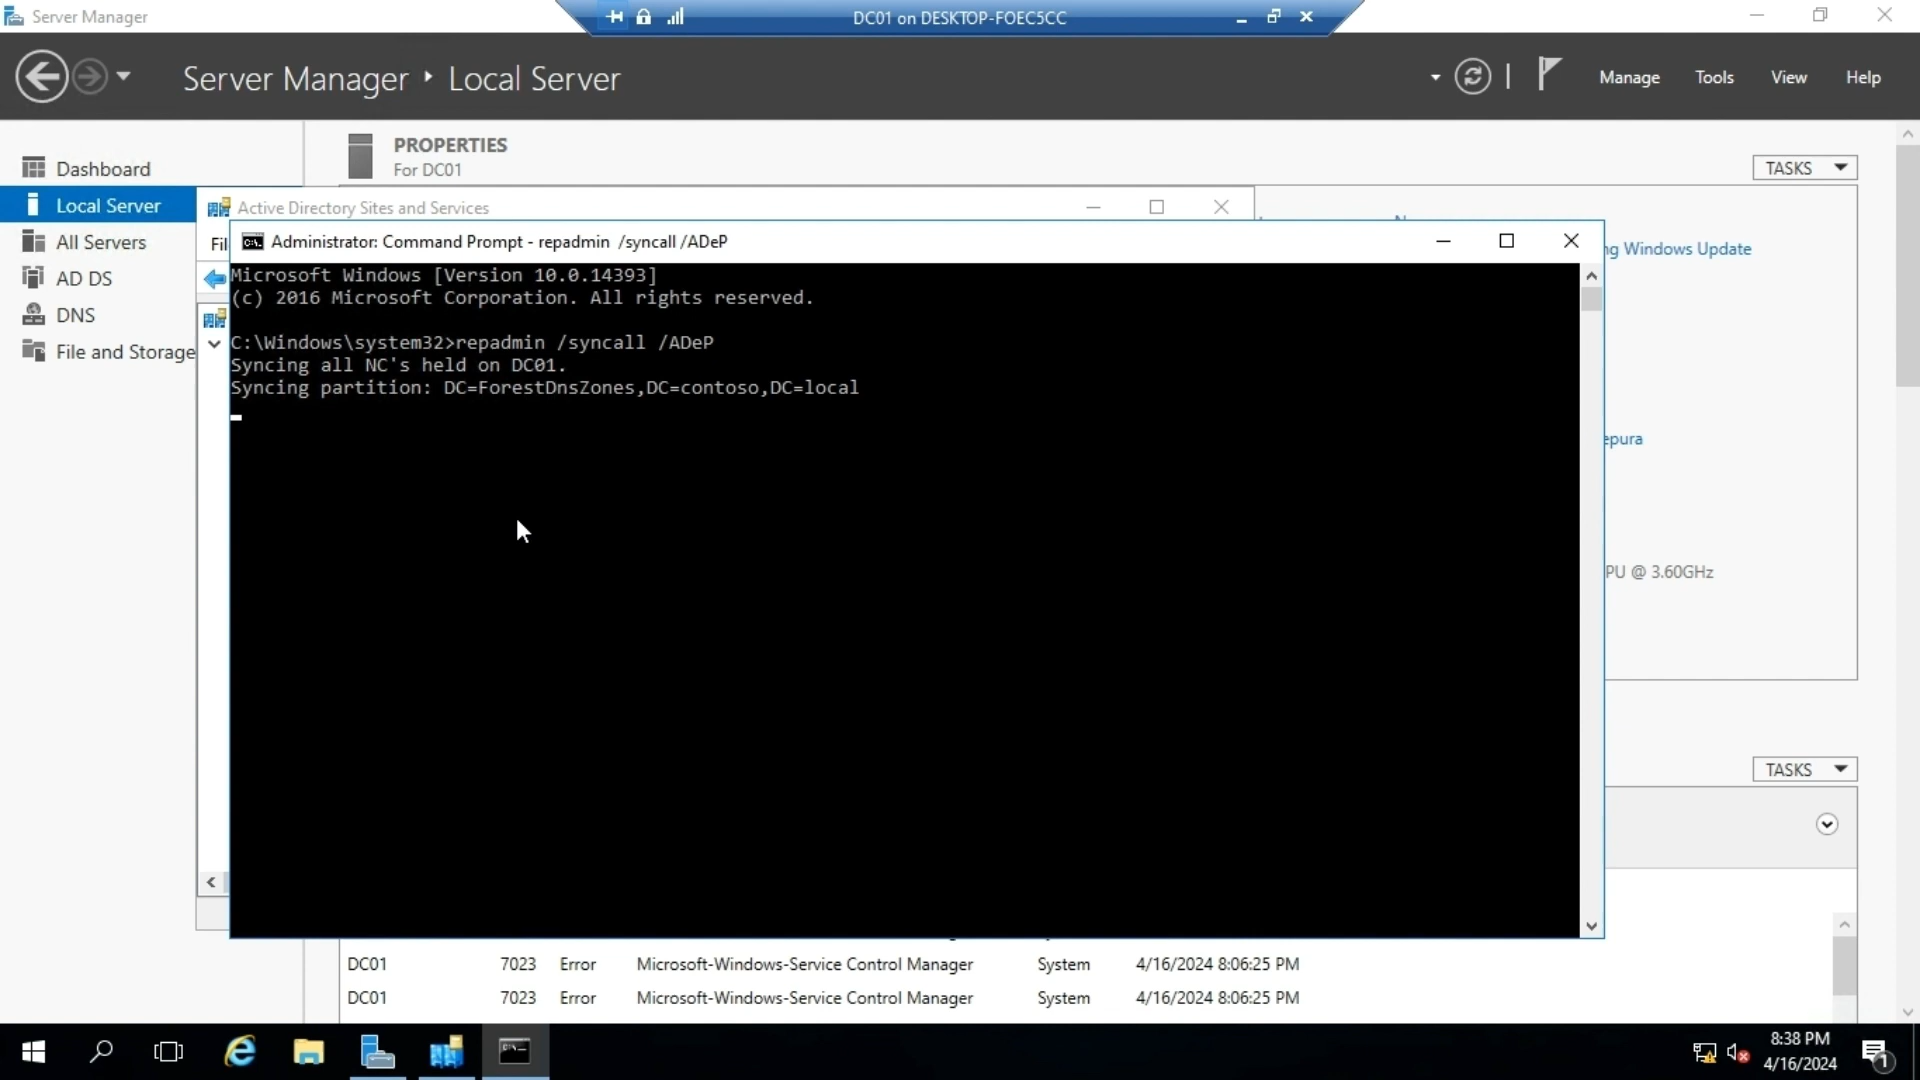 Server Manager
DC01 on DESKTOP-FOEC5CC
Server Manager ‣ Local Server
Manage Tools View Help
Dashboard
Local Server
All Servers
AD DS
DNS
File and Storage
PROPERTIES
For DC01
TASKS
Active Directory Sites and Services
Fil
Administrator: Command Prompt - repadmin /syncall /ADeP
Microsoft Windows [Version 10.0.14393]
(c) 2016 Microsoft Corporation. All rights reserved.
C:\Windows\system32>repadmin /syncall /ADeP
Syncing all NC's held on DC01.
Syncing partition: DC=ForestDnsZones,DC=contoso,DC=local
ng Windows Update
epura
PU @ 3.60GHz
TASKS
DC01 7023 Error Microsoft-Windows-Service Control Manager System 4/16/2024 8:06:25 PM
DC01 7023 Error Microsoft-Windows-Service Control Manager System 4/16/2024 8:06:25 PM
8:38 PM
4/16/2024
1